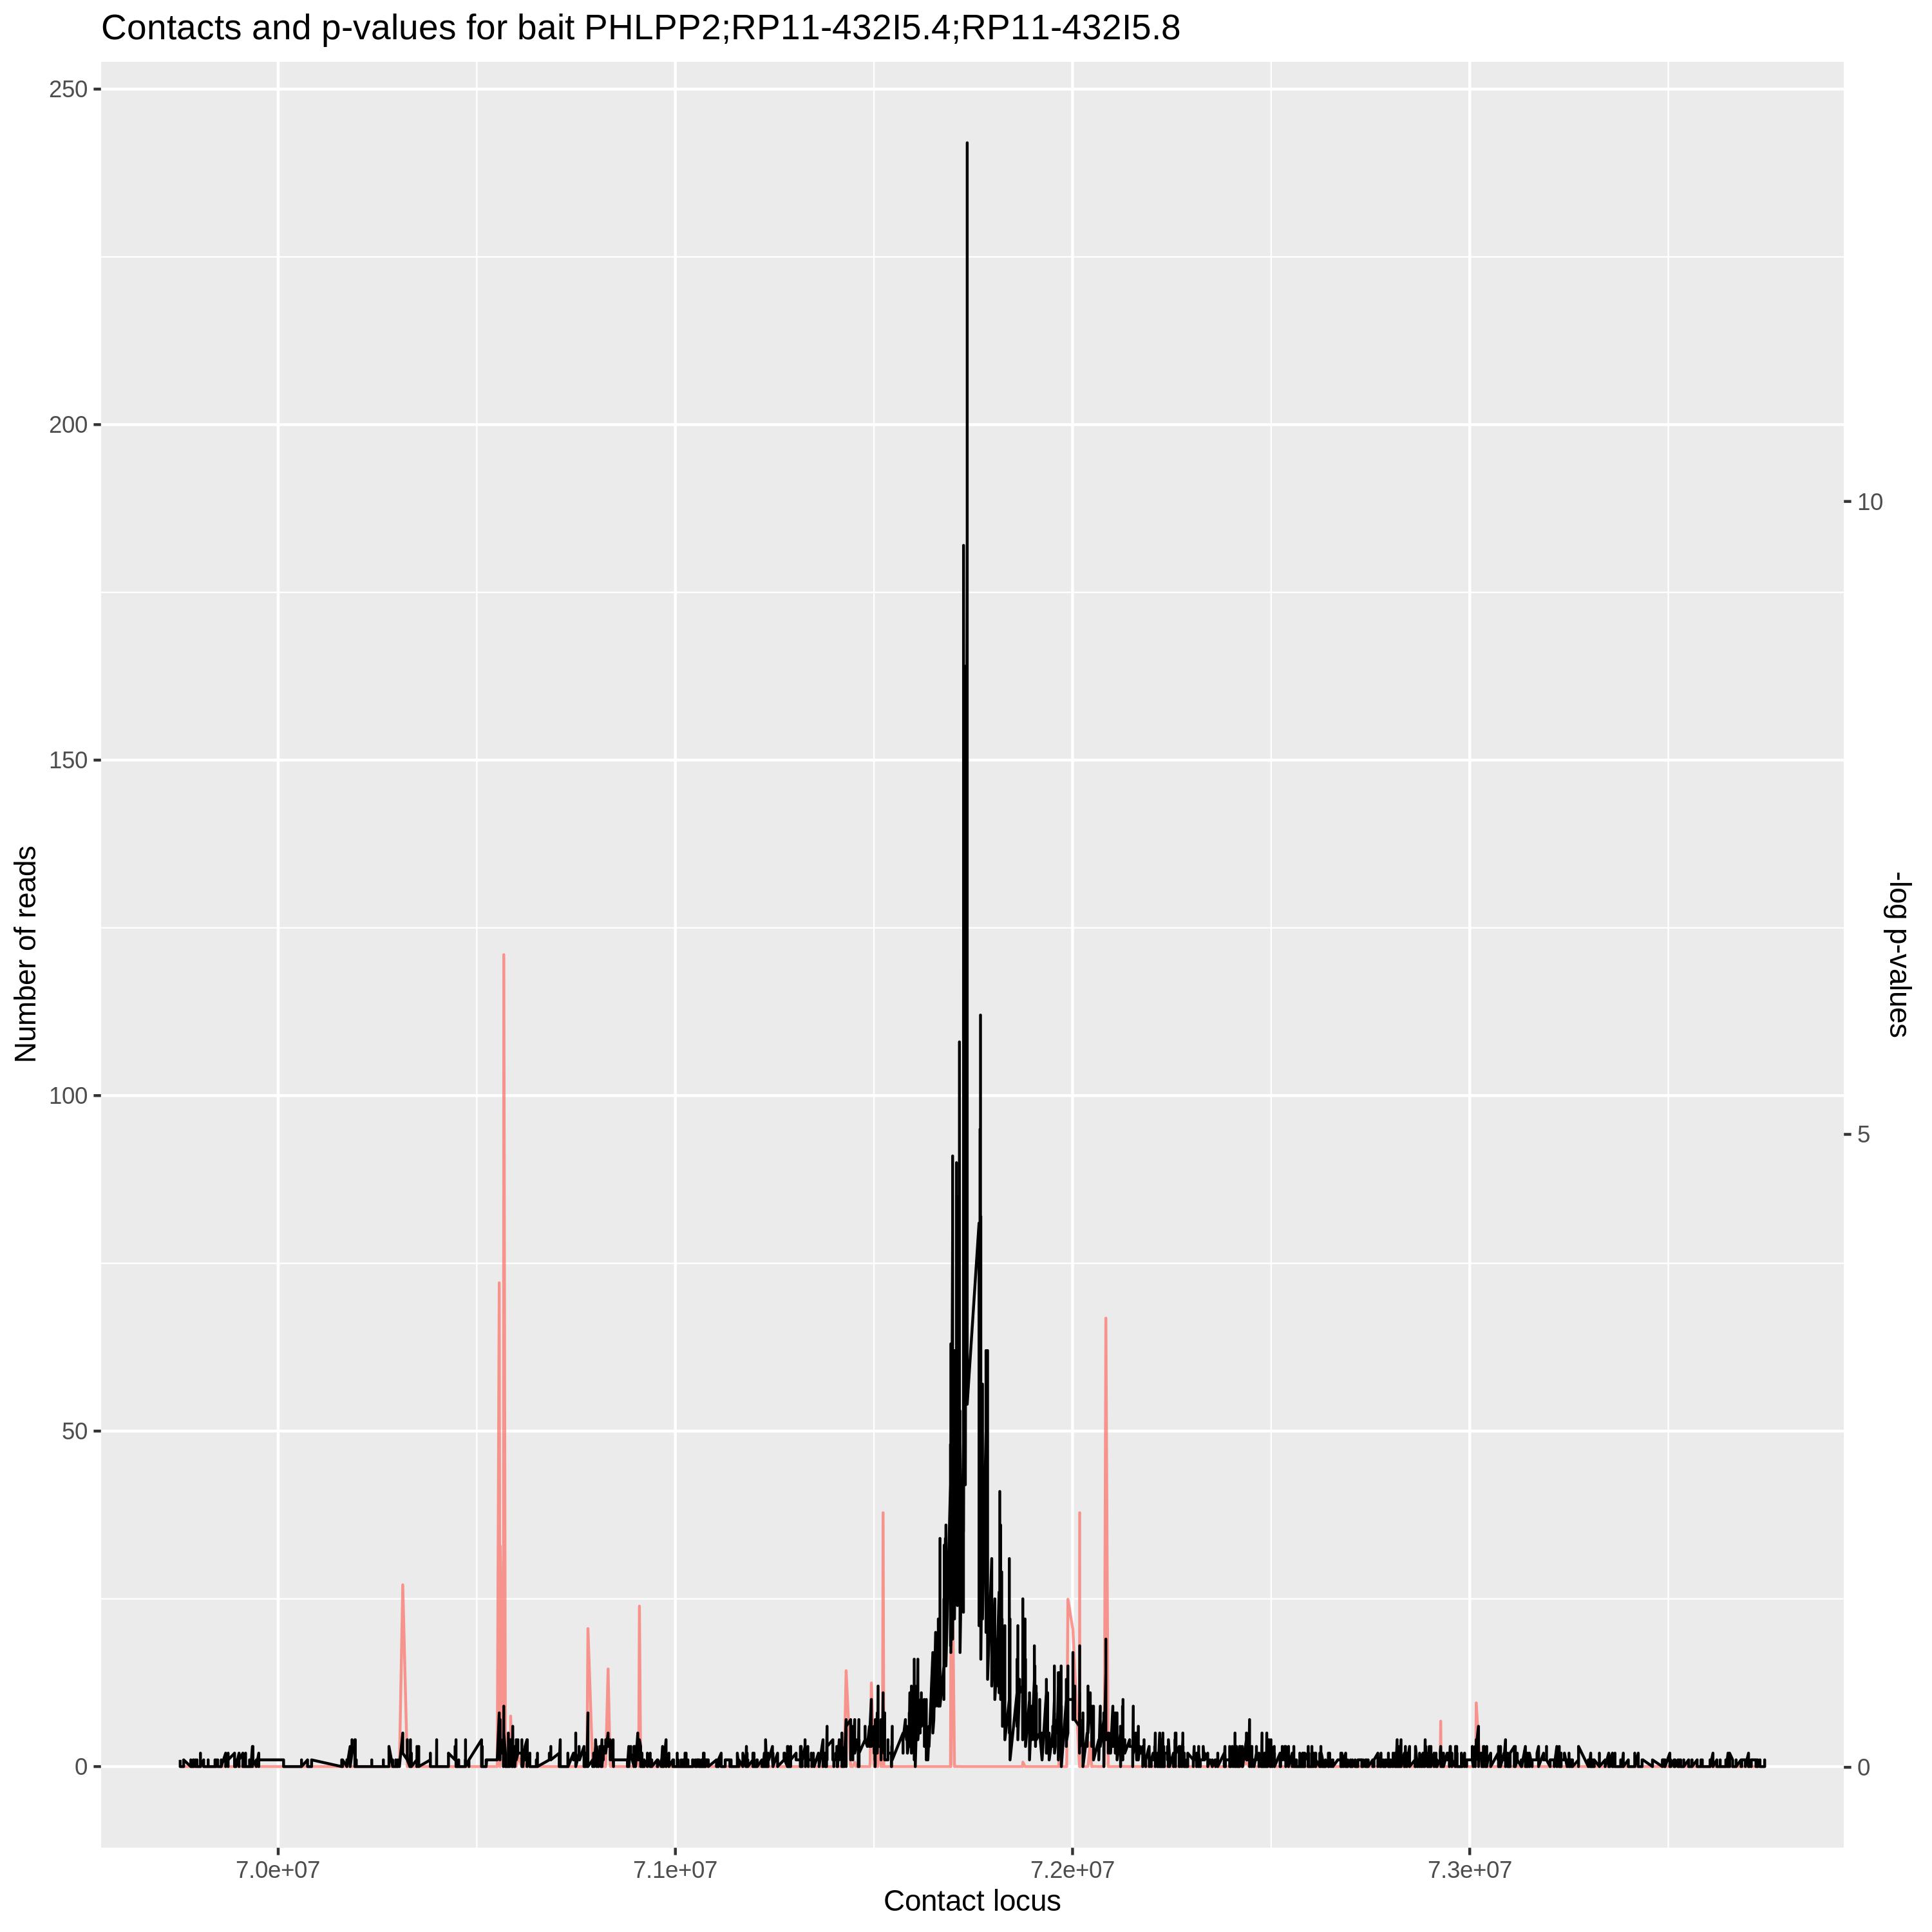 Contacts and p-values for bait PHLPP2;RP11-432I5.4;RP11-432I5.8
250
200
150
100
50
0
Number of reads
10
5
0
-log p-values
7.0e+07
7.1e+07
7.2e+07
7.3e+07
Contact locus